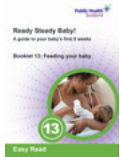 Public Health
Scotland
Ready Steady Baby!
A guide to your baby's first 8 weeks
Booklet 13: Feeding your baby
13
Easy Read